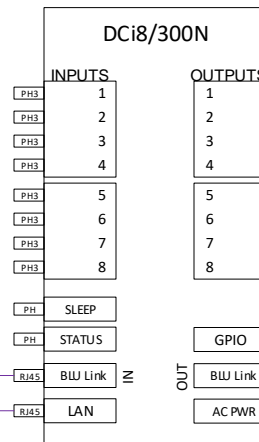 DCi8/300N
INPUTS OUTPUTS
PH3 1 1
PH3 2 2
PH3 3 3
PH3 4 4
PH3 5 5
PH3 6 6
PH3 7 7
PH3 8 8
PH SLEEP
PH STATUS GPIO
RJ45 BLU Link IN OUT BLU Link
RJ45 LAN AC PWR